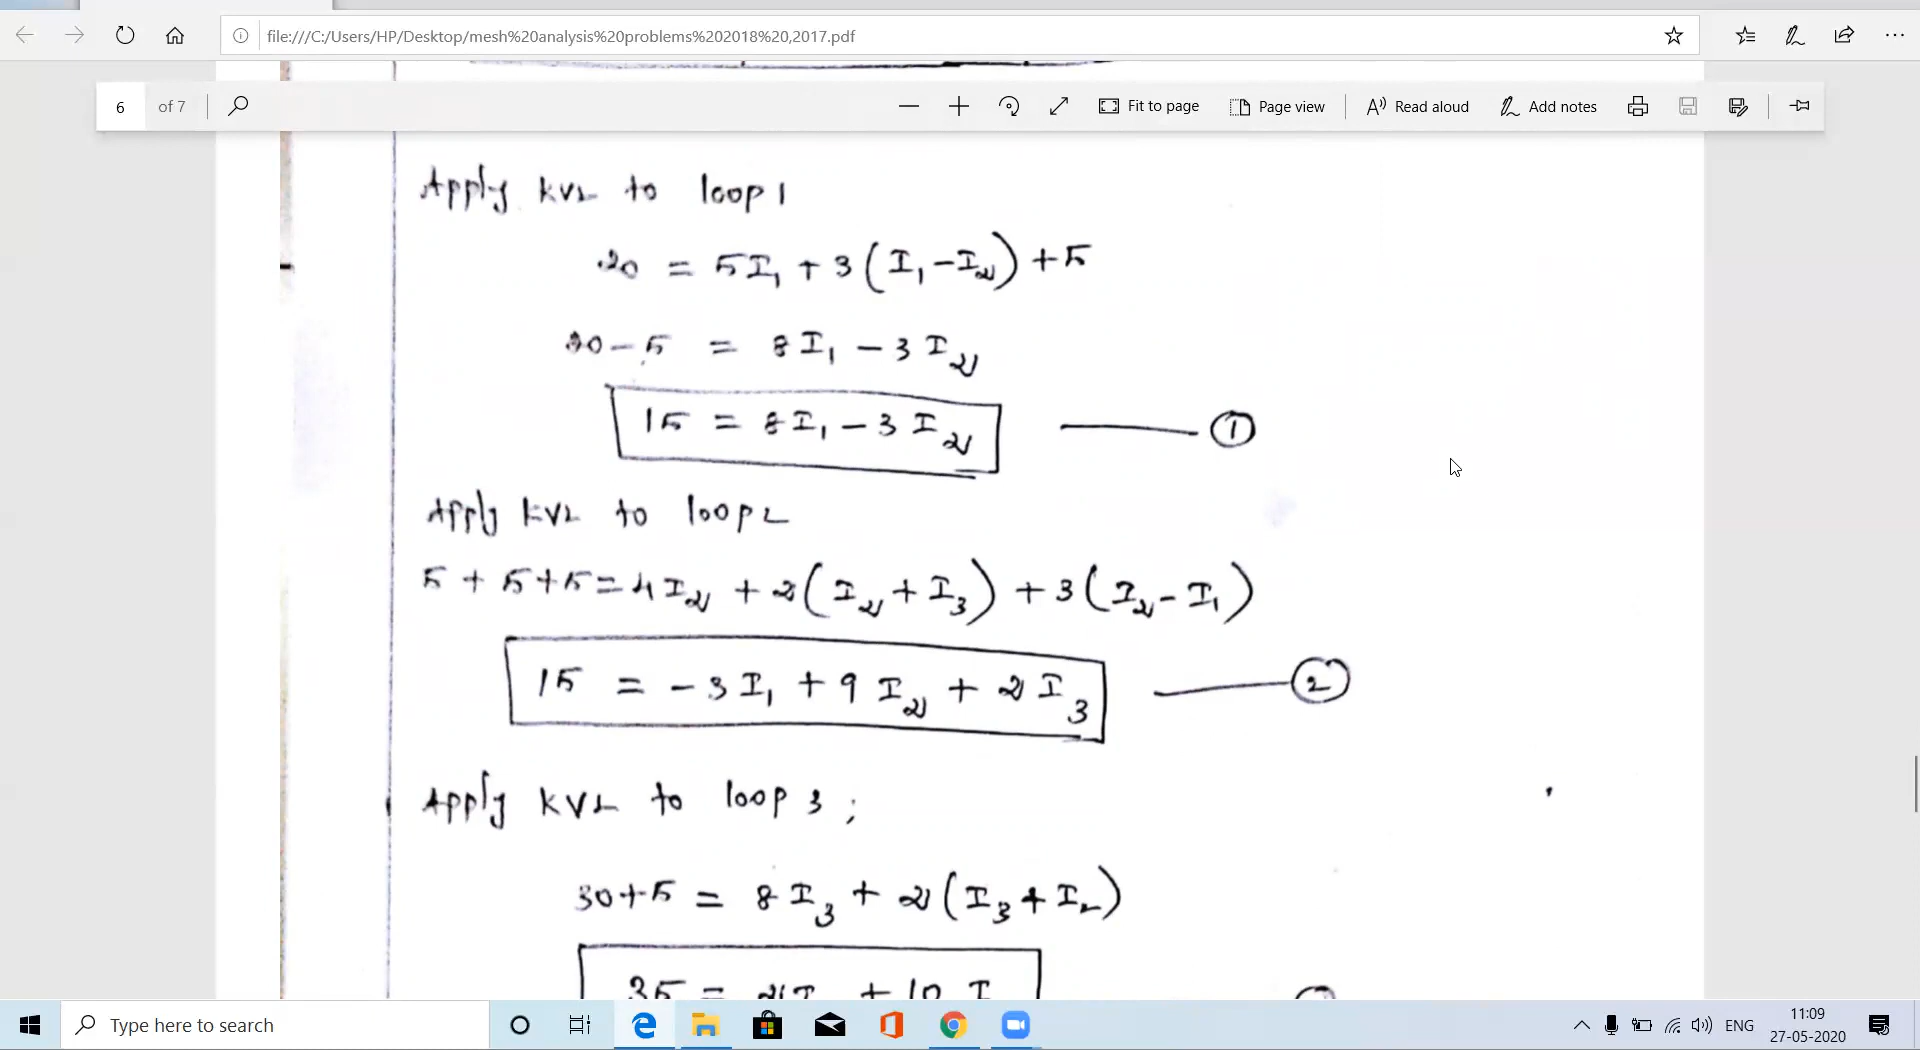 file:///C:/Users/HP/Desktop/mesh%20analysis%20problems%202018%20,2017.pdf
6 of 7 Fit to page Page view Read aloud Add notes
Apply KVL to loop 1
20 = 5I₁ + 3(I₁ - I₂) + 5
20 - 5 = 8I₁ - 3I₂
15 = 8I₁ - 3I₂ ①
Apply KVL to loop 2
5 + 5 + 5 = 4I₂ + 2(I₂ + I₃) + 3(I₂ - I₁)
15 = - 3I₁ + 9I₂ + 2I₃ ②
Apply KVL to loop 3 ;
30 + 5 = 8I₃ + 2(I₃ + I₂)
35 = 2I + 10 I
Type here to search
ENG
11:09
27-05-2020